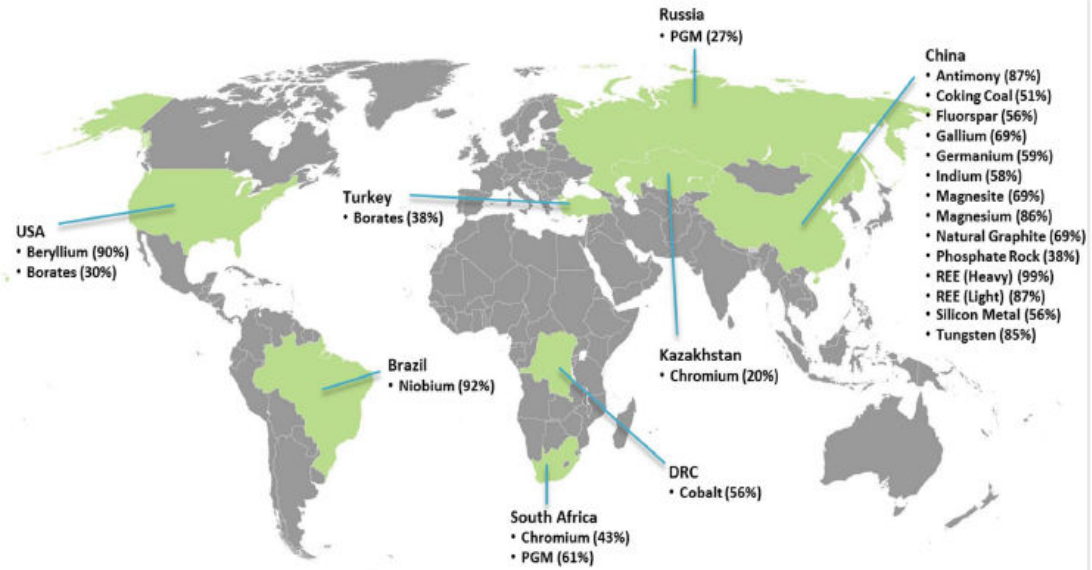 Russia
• PGM (27%)
China
• Antimony (87%)
• Coking Coal (51%)
• Fluorspar (56%)
• Gallium (69%)
• Germanium (59%)
• Indium (58%)
• Magnesite (69%)
• Magnesium (86%)
• Natural Graphite (69%)
• Phosphate Rock (38%)
• REE (Heavy) (99%)
• REE (Light) (87%)
• Silicon Metal (56%)
• Tungsten (85%)
Turkey
• Borates (38%)
USA
• Beryllium (90%)
• Borates (30%)
Kazakhstan
• Chromium (20%)
Brazil
• Niobium (92%)
DRC
• Cobalt (56%)
South Africa
• Chromium (43%)
• PGM (61%)